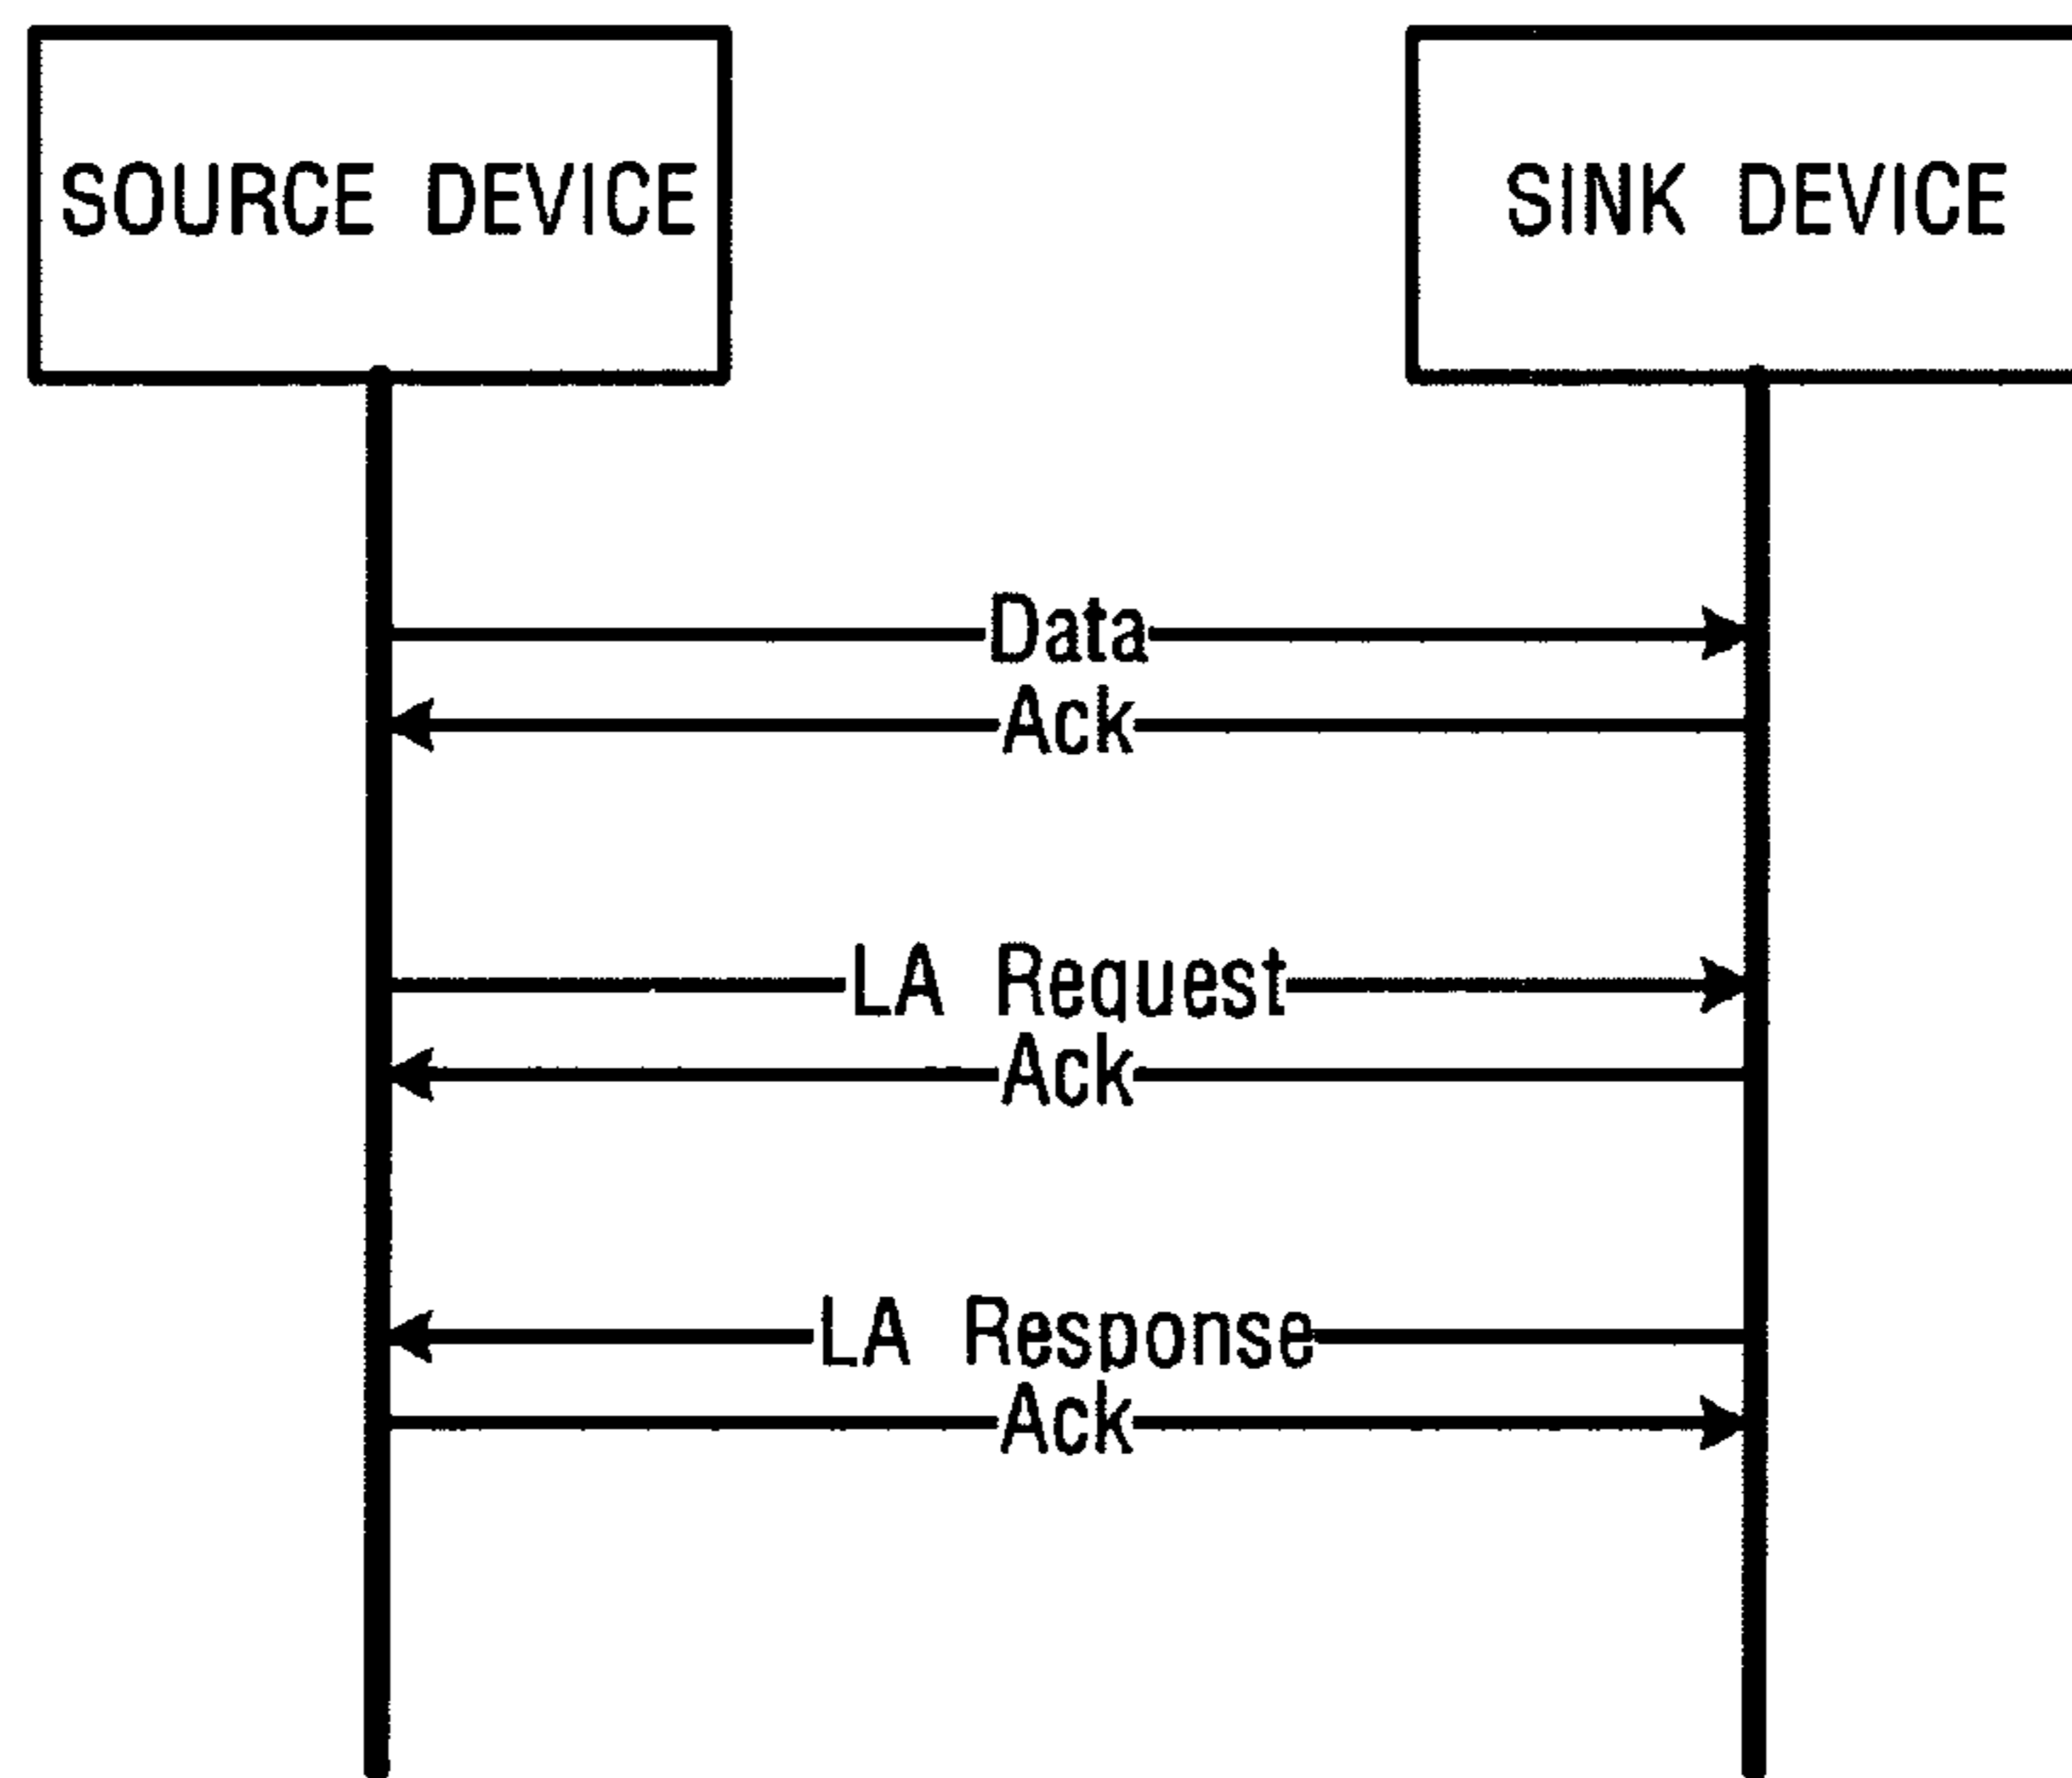 SOURCE DEVICE
SINK DEVICE
Data
Ack
LA Request
Ack
LA Response
Ack